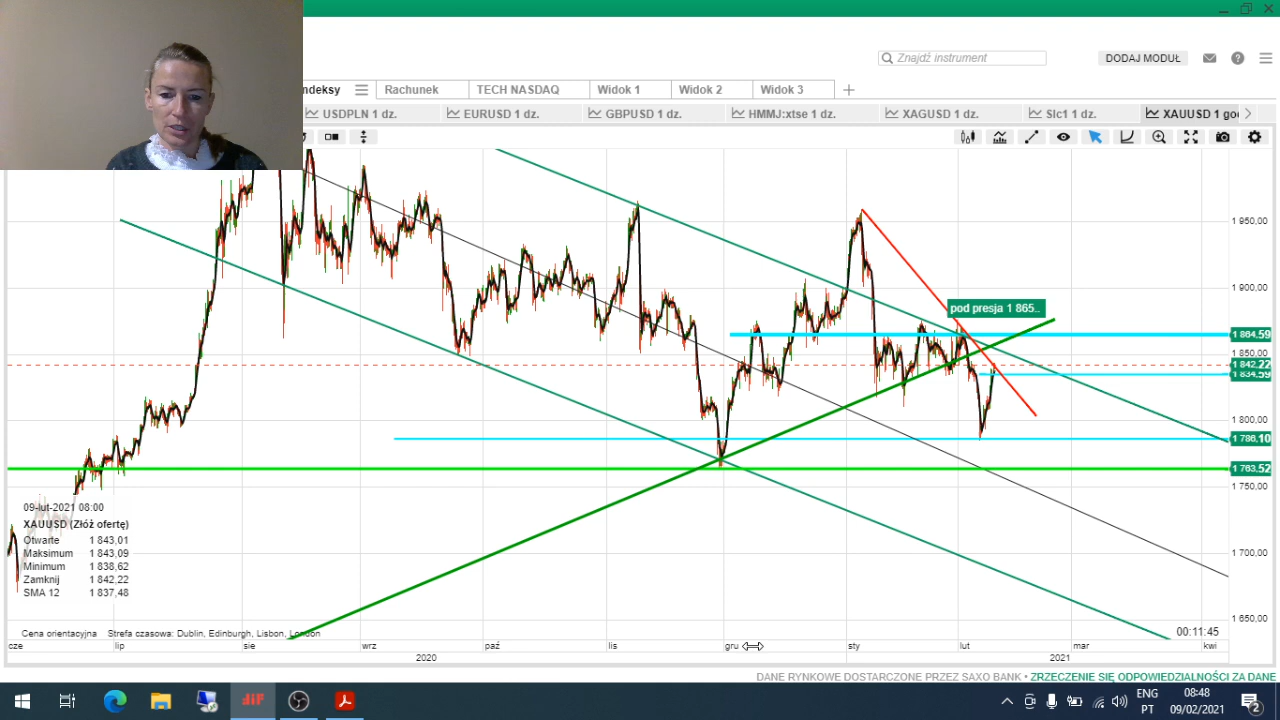 Znajdź instrument
DODAJ MODUŁ
ndeksy
Rachunek
TECH NASDAQ
Widok 1
Widok 2
Widok 3
USDPLN 1 dz.
EURUSD 1 dz.
GBPUSD 1 dz.
HMMJ:xtse 1 dz.
XAGUSD 1 dz.
Slc1 1 dz.
XAUUSD 1 go
1 950,00
1 900,00
pod presja 1 865..
1 864,59
1 850,00
1 842,22
1 834,59
1 800,00
1 786,10
1 763,52
1 750,00
1 700,00
1 650,00
09-lut-2021 08:00
XAUUSD (Złóż ofertę)
Otwarte 1 843,01
Maksimum 1 843,09
Minimum 1 838,62
Zamknij 1 842,22
SMA 12 1 837,48
Cena orientacyjna Strefa czasowa: Dublin, Edinburgh, Lisbon, London
00:11:45
cze lip sie wrz paź lis gru sty lut mar kwi
2020 2021
DANE RYNKOWE DOSTARCZONE PRZEZ SAXO BANK • ZRZECZENIE SIĘ ODPOWIEDZIALNOŚCI ZA DANE
DIF
ENG
PT
08:48
09/02/2021
2